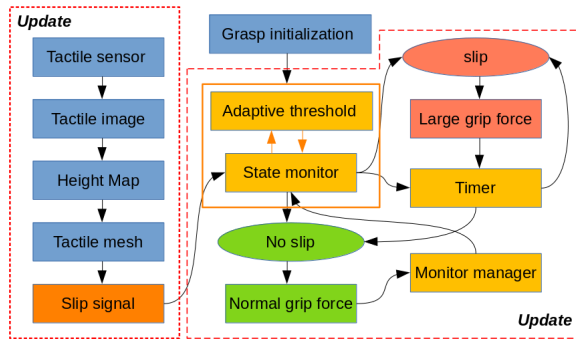 Update
Tactile sensor
Tactile image
Height Map
Tactile mesh
Slip signal
Grasp initialization
Adaptive threshold
State monitor
No slip
Normal grip force
slip
Large grip force
Timer
Monitor manager
Update